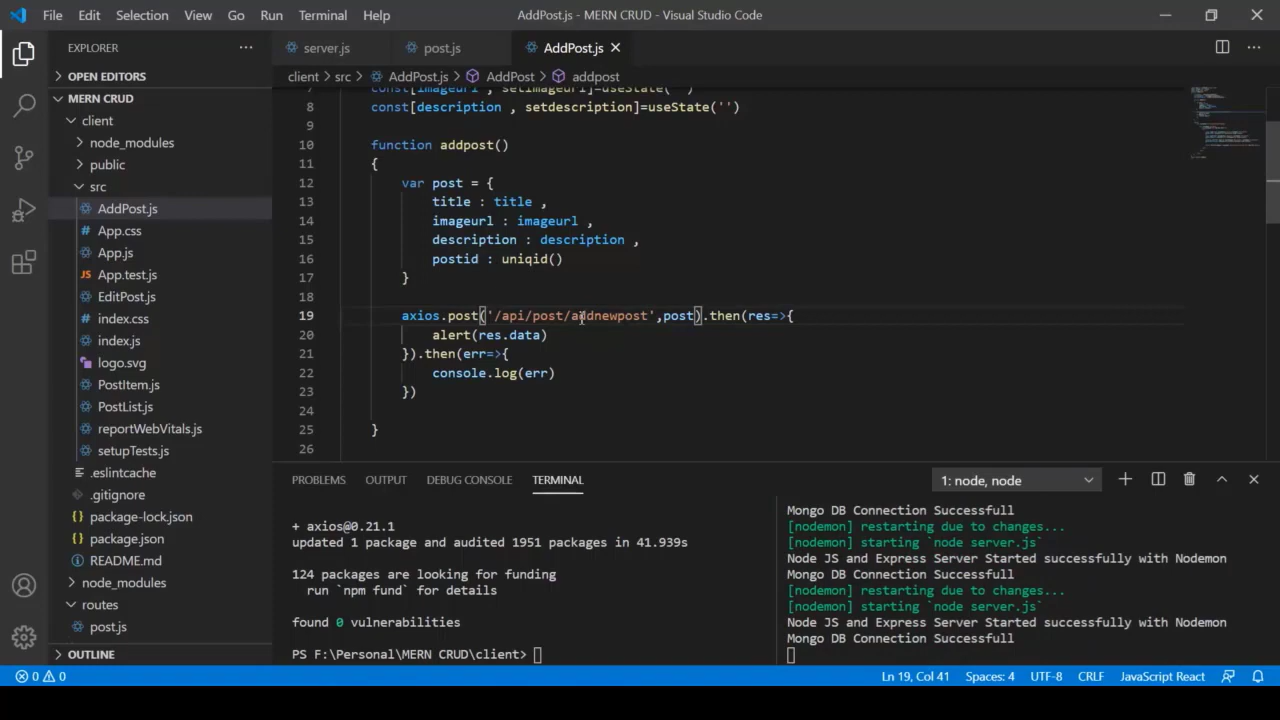 File Edit Selection View Go Run Terminal Help AddPost.js - MERN CRUD - Visual Studio Code
EXPLORER
server.js post.js AddPost.js
OPEN EDITORS
client > src > AddPost.js > AddPost > addpost
MERN CRUD
client
node_modules
public
src
AddPost.js
App.css
App.js
App.test.js
EditPost.js
index.css
index.js
logo.svg
PostItem.js
PostList.js
reportWebVitals.js
setupTests.js
.eslintcache
.gitignore
package-lock.json
package.json
README.md
node_modules
routes
post.js
OUTLINE
7 const[imageurl , setimageurl]=useState('')
8 const[description , setdescription]=useState('')
9
10 function addpost()
11 {
12 var post = {
13 title : title ,
14 imageurl : imageurl ,
15 description : description ,
16 postid : uniqid()
17 }
18
19 axios.post('/api/post/addnewpost',post).then(res=>{
20 alert(res.data)
21 }).then(err=>{
22 console.log(err)
23 })
24
25 }
26
PROBLEMS OUTPUT DEBUG CONSOLE TERMINAL 1: node, node
+ axios@0.21.1
updated 1 package and audited 1951 packages in 41.939s
124 packages are looking for funding
run `npm fund` for details
found 0 vulnerabilities
PS F:\Personal\MERN CRUD\client>
Mongo DB Connection Successfull
[nodemon] restarting due to changes...
[nodemon] starting `node server.js`
Node JS and Express Server Started successfully with Nodemon
Mongo DB Connection Successfull
[nodemon] restarting due to changes...
[nodemon] starting `node server.js`
Node JS and Express Server Started successfully with Nodemon
Mongo DB Connection Successfull
0 0 Ln 19, Col 41 Spaces: 4 UTF-8 CRLF JavaScript React